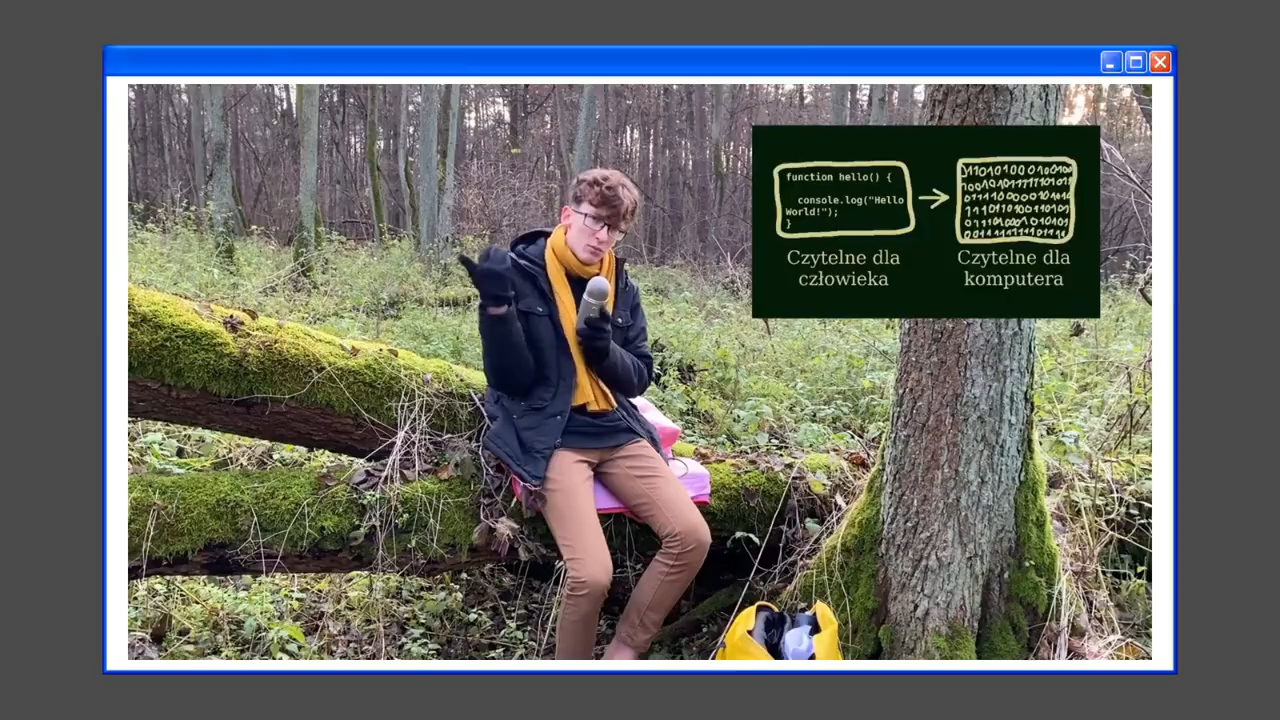 function hello() {
console.log("Hello
World!");
}
Czytelne dla
człowieka
Czytelne dla
komputera